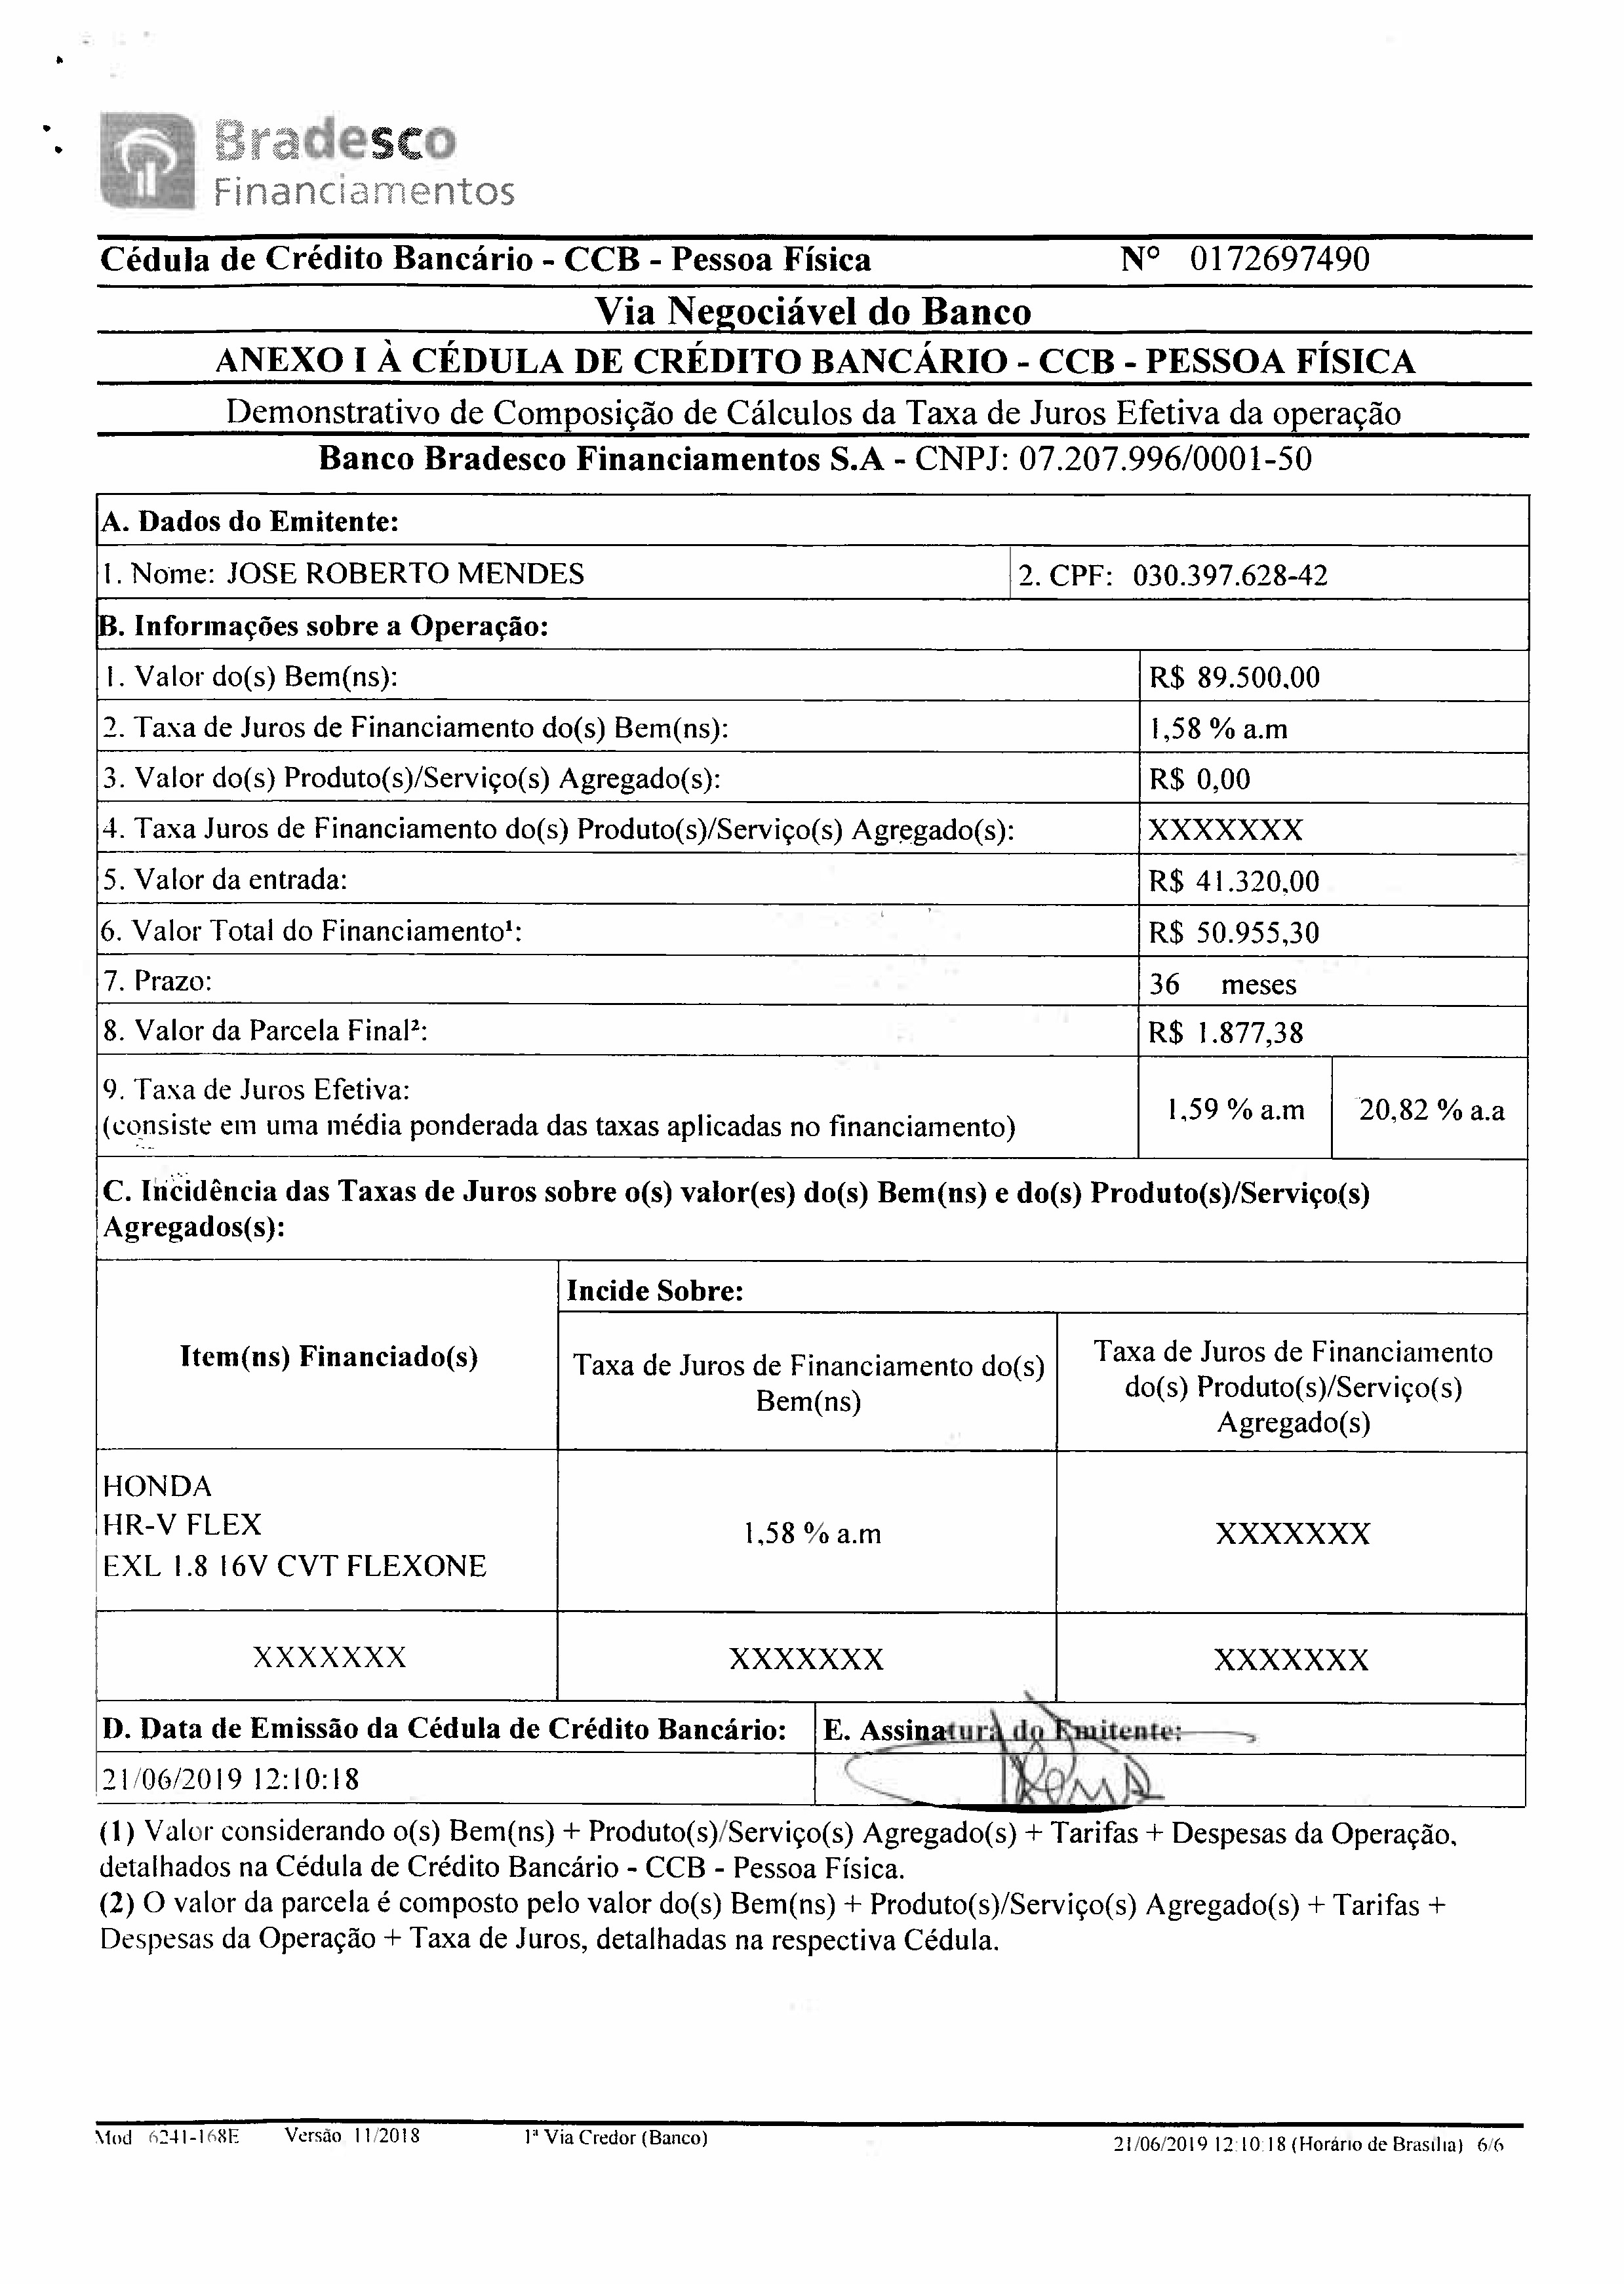 Bradesco
Financiamentos
Cédula de Crédito Bancário - CCB - Pessoa Física Nº 0172697490
Via Negociável do Banco
ANEXO I À CÉDULA DE CRÉDITO BANCÁRIO - CCB - PESSOA FÍSICA
Demonstrativo de Composição de Cálculos da Taxa de Juros Efetiva da operação
Banco Bradesco Financiamentos S.A - CNPJ: 07.207.996/0001-50
A. Dados do Emitente:
1. Nome: JOSE ROBERTO MENDES 2. CPF: 030.397.628-42
B. Informações sobre a Operação:
1. Valor do(s) Bem(ns): R$ 89.500,00
2. Taxa de Juros de Financiamento do(s) Bem(ns): 1,58 % a.m
3. Valor do(s) Produto(s)/Serviço(s) Agregado(s): R$ 0,00
4. Taxa Juros de Financiamento do(s) Produto(s)/Serviço(s) Agregado(s): XXXXXXX
5. Valor da entrada: R$ 41.320,00
6. Valor Total do Financiamento¹: R$ 50.955,30
7. Prazo: 36 meses
8. Valor da Parcela Final²: R$ 1.877,38
9. Taxa de Juros Efetiva:
(consiste em uma média ponderada das taxas aplicadas no financiamento) 1,59 % a.m 20,82 % a.a
C. Incidência das Taxas de Juros sobre o(s) valor(es) do(s) Bem(ns) e do(s) Produto(s)/Serviço(s)
Agregados(s):
Item(ns) Financiado(s)
Incide Sobre:
Taxa de Juros de Financiamento do(s)
Bem(ns)
Taxa de Juros de Financiamento
do(s) Produto(s)/Serviço(s)
Agregado(s)
HONDA
HR-V FLEX
EXL 1.8 16V CVT FLEXONE
1,58 % a.m
XXXXXXX
XXXXXXX XXXXXXX XXXXXXX
D. Data de Emissão da Cédula de Crédito Bancário: E. Assinatura do Emitente:
21/06/2019 12:10:18
(1) Valor considerando o(s) Bem(ns) + Produto(s)/Serviço(s) Agregado(s) + Tarifas + Despesas da Operação,
detalhados na Cédula de Crédito Bancário - CCB - Pessoa Física.
(2) O valor da parcela é composto pelo valor do(s) Bem(ns) + Produto(s)/Serviço(s) Agregado(s) + Tarifas +
Despesas da Operação + Taxa de Juros, detalhadas na respectiva Cédula.
Mod 6241-168E Versão 11/2018 1ª Via Credor (Banco) 21/06/2019 12:10:18 (Horário de Brasília) 6/6